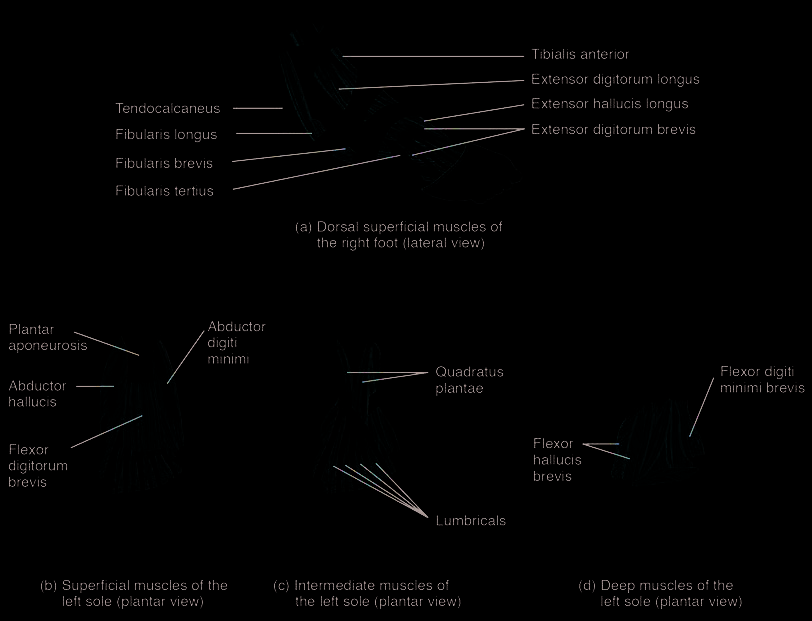 Tibialis anterior
Extensor digitorum longus
Extensor hallucis longus
Extensor digitorum brevis
Tendocalcaneus
Fibularis longus
Fibularis brevis
Fibularis tertius
(a) Dorsal superficial muscles of
the right foot (lateral view)
Plantar
aponeurosis
Abductor
hallucis
Flexor
digitorum
brevis
Abductor
digiti
minimi
(b) Superficial muscles of the
left sole (plantar view)
Quadratus
plantae
Lumbricals
(c) Intermediate muscles of
the left sole (plantar view)
Flexor digiti
minimi brevis
Flexor
hallucis
brevis
(d) Deep muscles of the
left sole (plantar view)